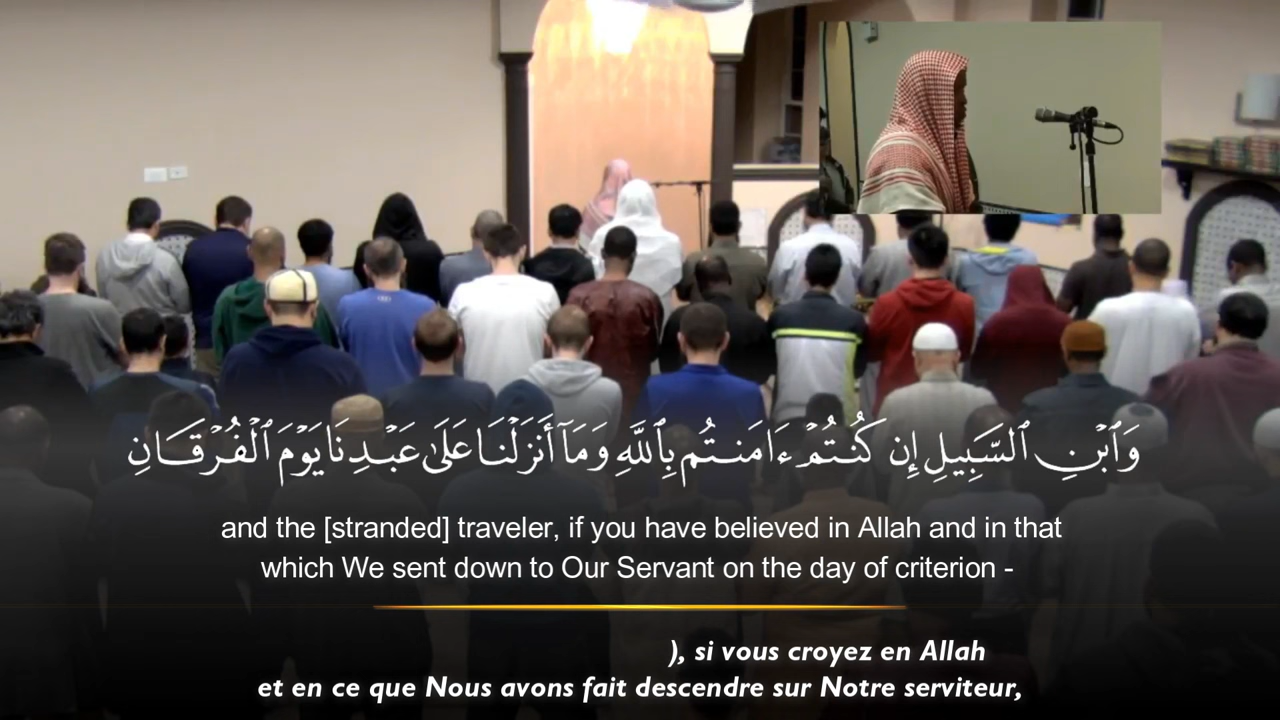 وَٱبْنِ ٱلسَّبِيلِ إِن كُنتُمْ ءَامَنتُم بِٱللَّهِ وَمَآ أَنزَلْنَا عَلَىٰ عَبْدِنَا يَوْمَ ٱلْفُرْقَانِ
and the [stranded] traveler, if you have believed in Allah and in that
which We sent down to Our Servant on the day of criterion -
), si vous croyez en Allah
et en ce que Nous avons fait descendre sur Notre serviteur,